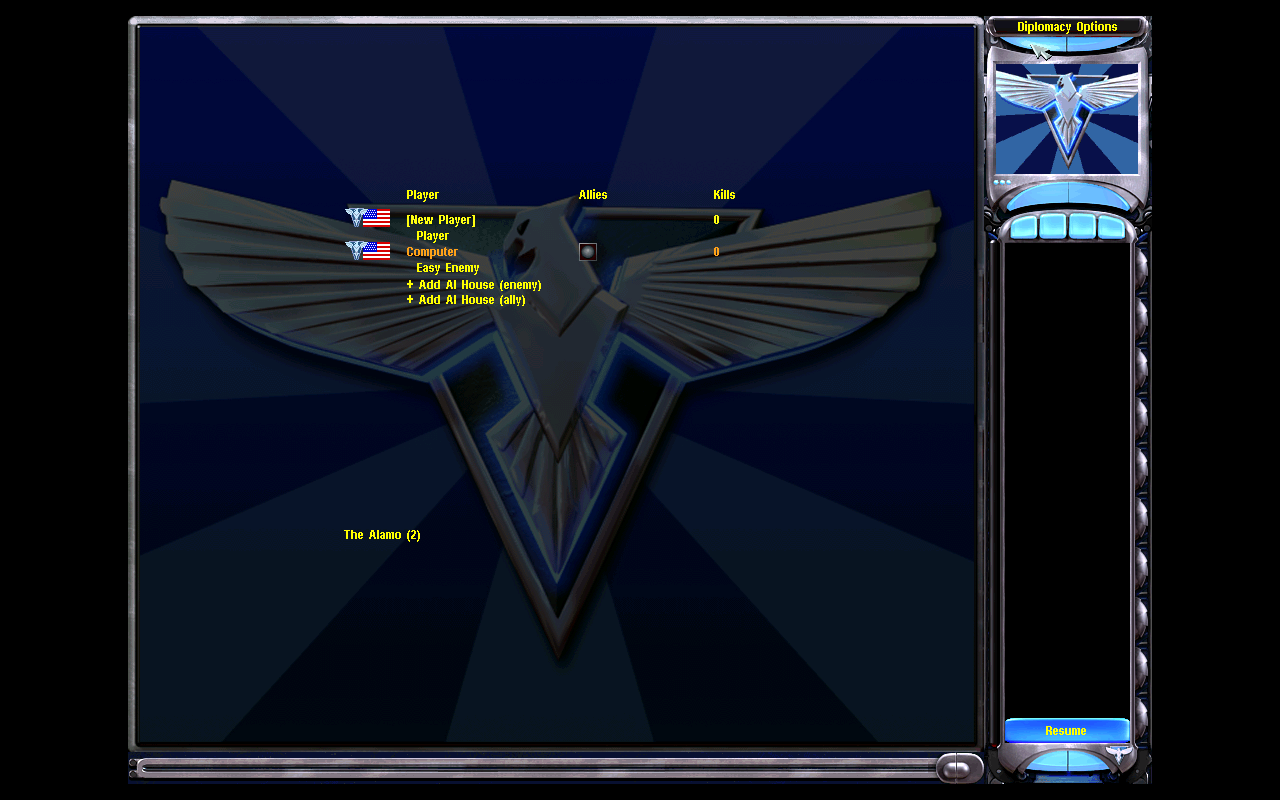 Diplomacy Options
Player Allies Kills
[New Player] 0
Player
Computer 0
Easy Enemy
+ Add AI House (enemy)
+ Add AI House (ally)
The Alamo (2)
Resume